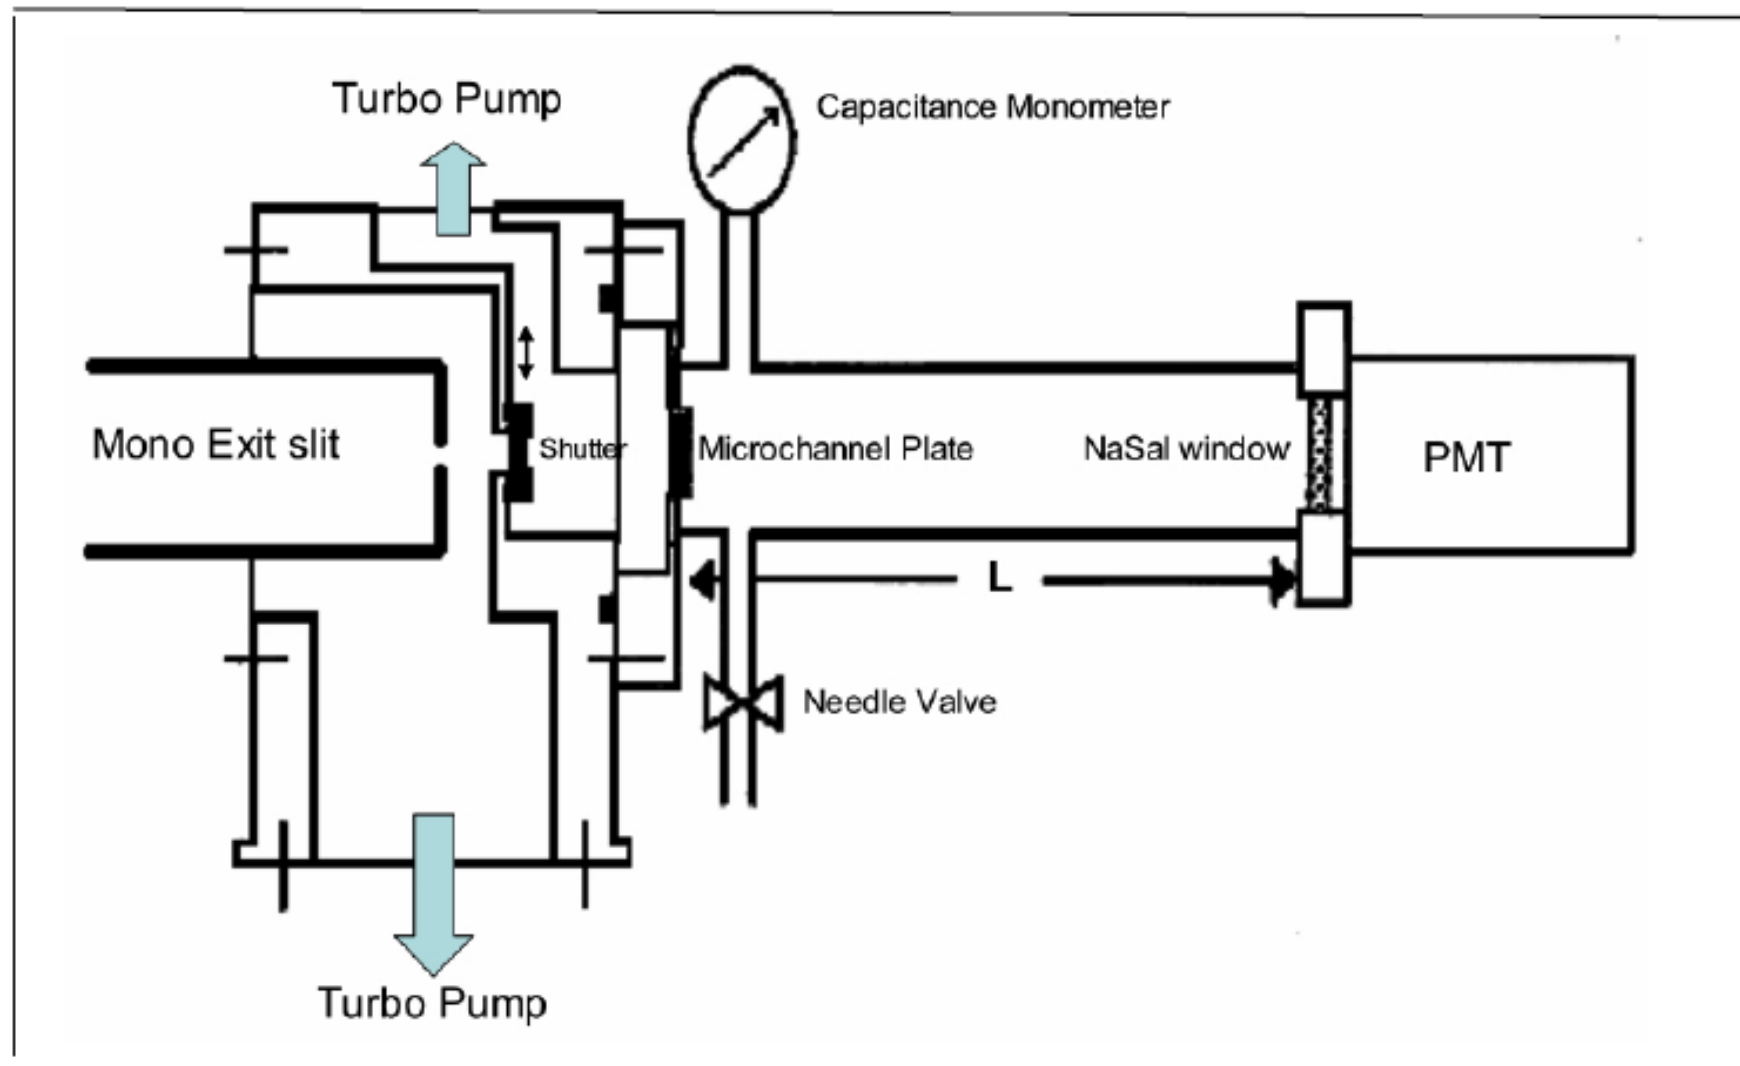 Turbo Pump
Capacitance Monometer
Mono Exit slit
Shutter
Microchannel Plate
NaSal window
PMT
L
Needle Valve
Turbo Pump